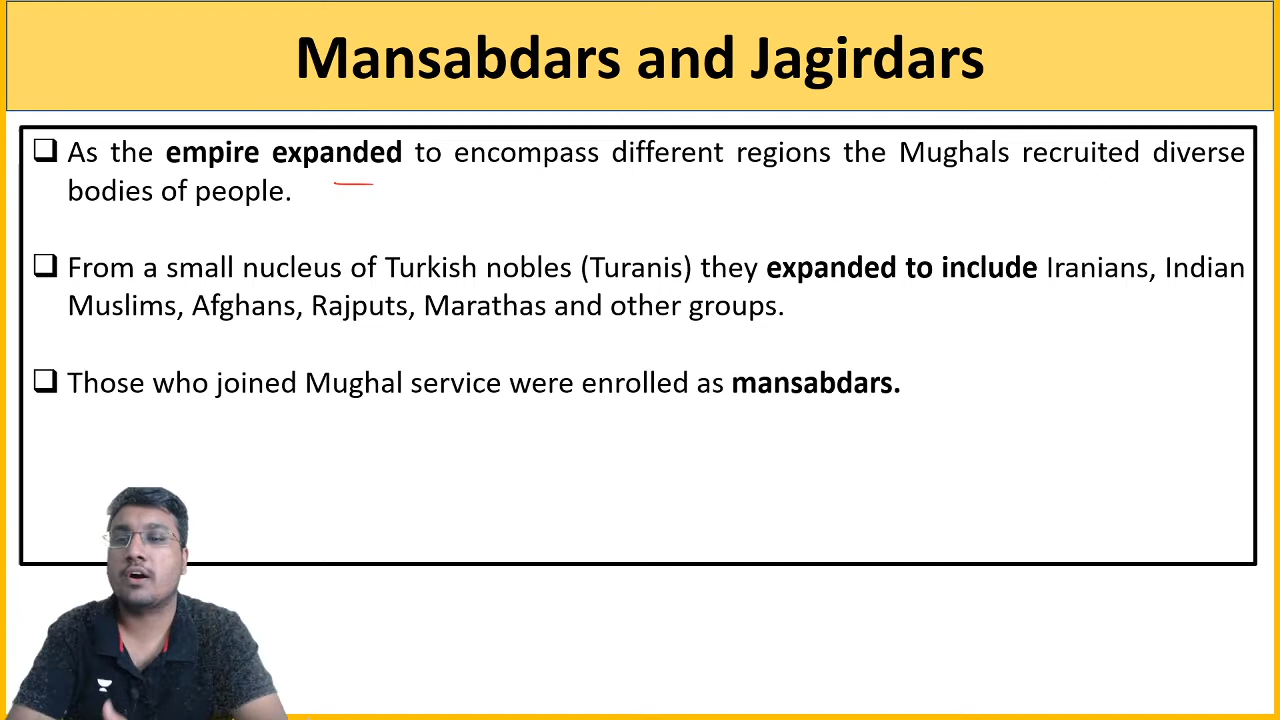 Mansabdars and Jagirdars
❑ As the empire expanded to encompass different regions the Mughals recruited diverse
bodies of people.
❑ From a small nucleus of Turkish nobles (Turanis) they expanded to include Iranians, Indian
Muslims, Afghans, Rajputs, Marathas and other groups.
❑ Those who joined Mughal service were enrolled as mansabdars.